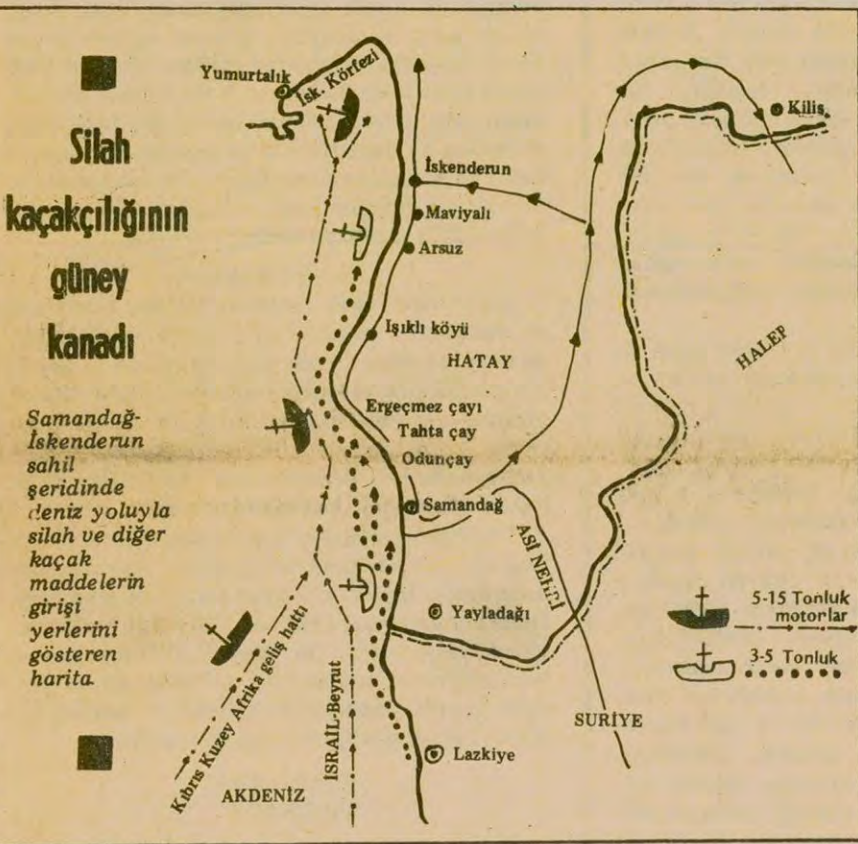 Silah
kaçakçılığının
güney
kanadı
Samandağ-
İskenderun
sahil
şeridinde
deniz yoluyla
silah ve diğer
kaçak
maddelerin
girişi
yerlerini
gösteren
harita
Yumurtalık
İsk. Körfezi
Kilis
İskenderun
Maviyalı
Arsuz
Işıklı köyü
HATAY
HALEP
Ergeçmez çayı
Tahta çay
Odunçay
Samandağ
ASİ NEHRİ
Yayladağı
5-15 Tonluk
motorlar
3-5 Tonluk
Kıbrıs Kuzey Afrika geliş hattı
İSRAİL-Beyrut
SURİYE
Lazkiye
AKDENİZ